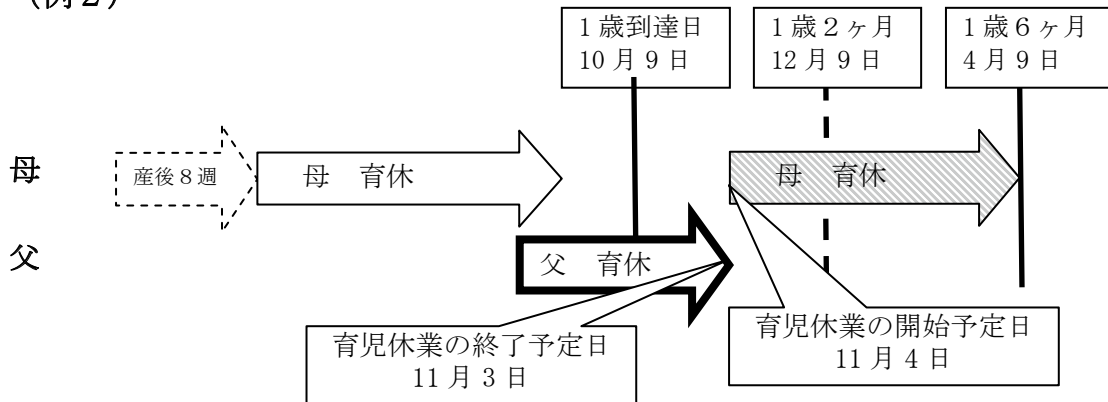 （例２）
１歳到達日
10月9日
１歳２ヶ月
12月9日
１歳６ヶ月
4月9日
母
産後８週
母　育休
母　育休
父
父　育休
育児休業の終了予定日
11月3日
育児休業の開始予定日
11月4日